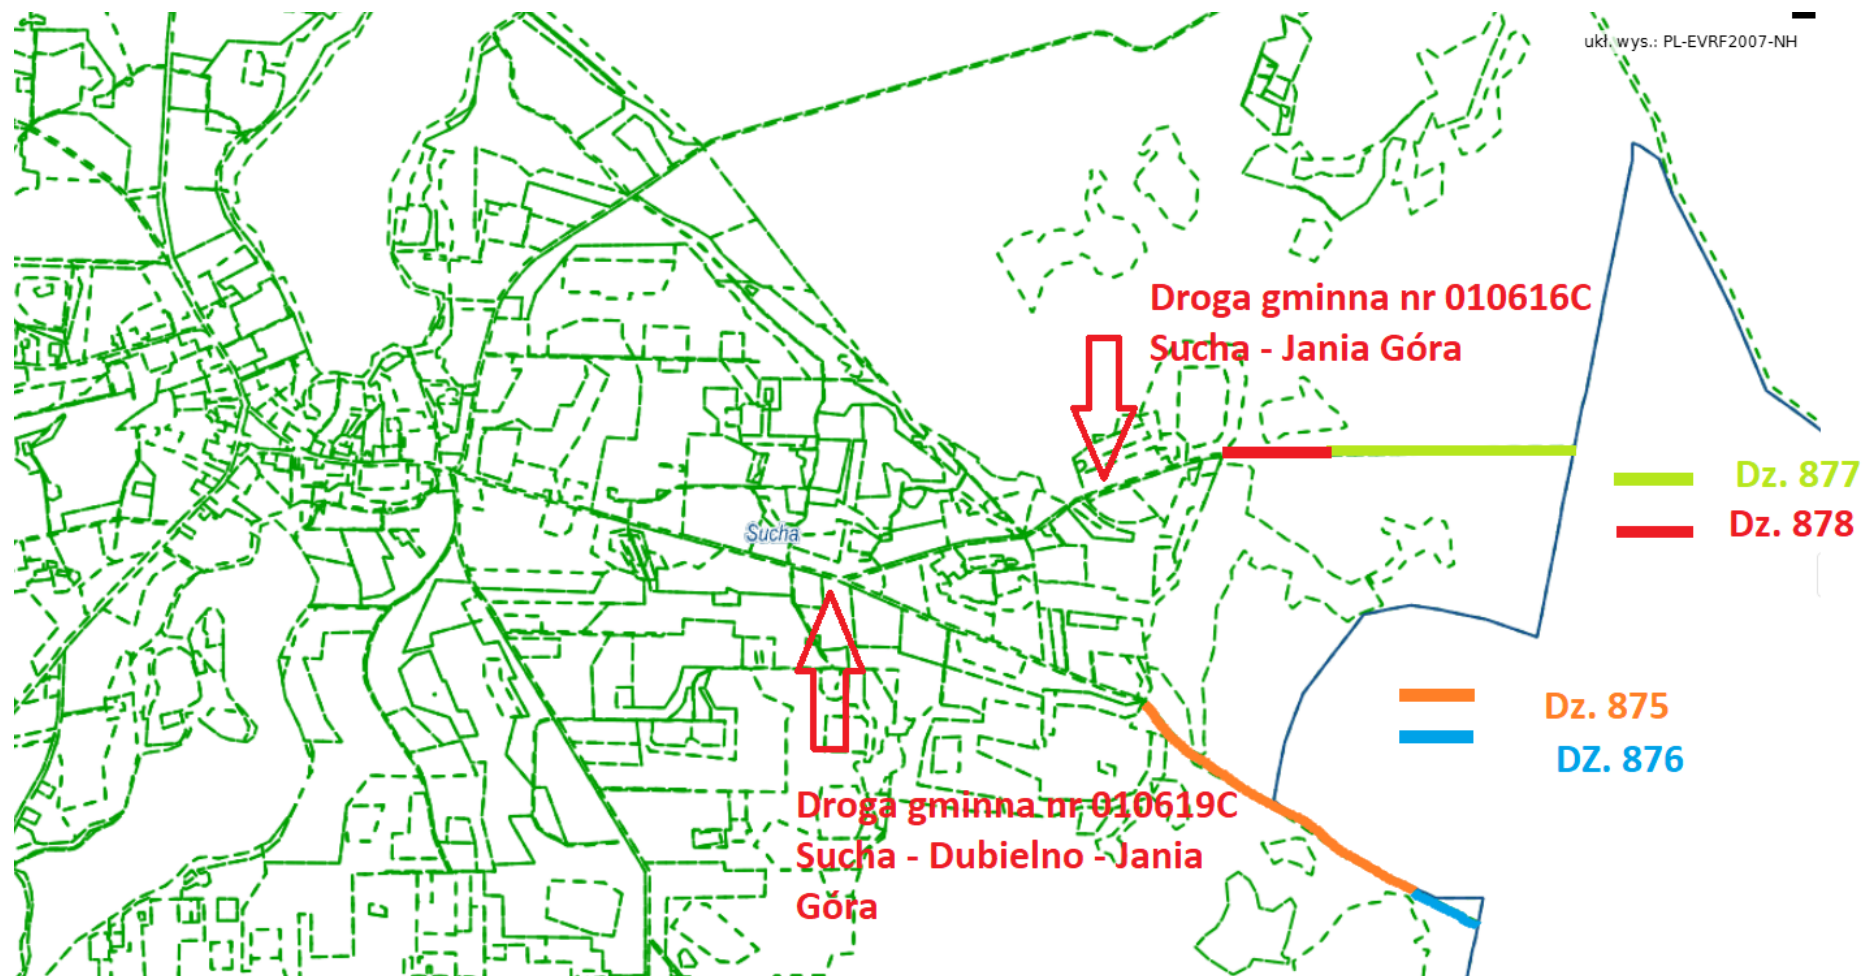 ukł. wys.: PL-EVRF2007-NH
Droga gminna nr 010616C
Sucha - Jania Góra
Dz. 877
Dz. 878
Sucha
Dz. 875
DZ. 876
Droga gminna nr 010619C
Sucha - Dubielno - Jania
Góra